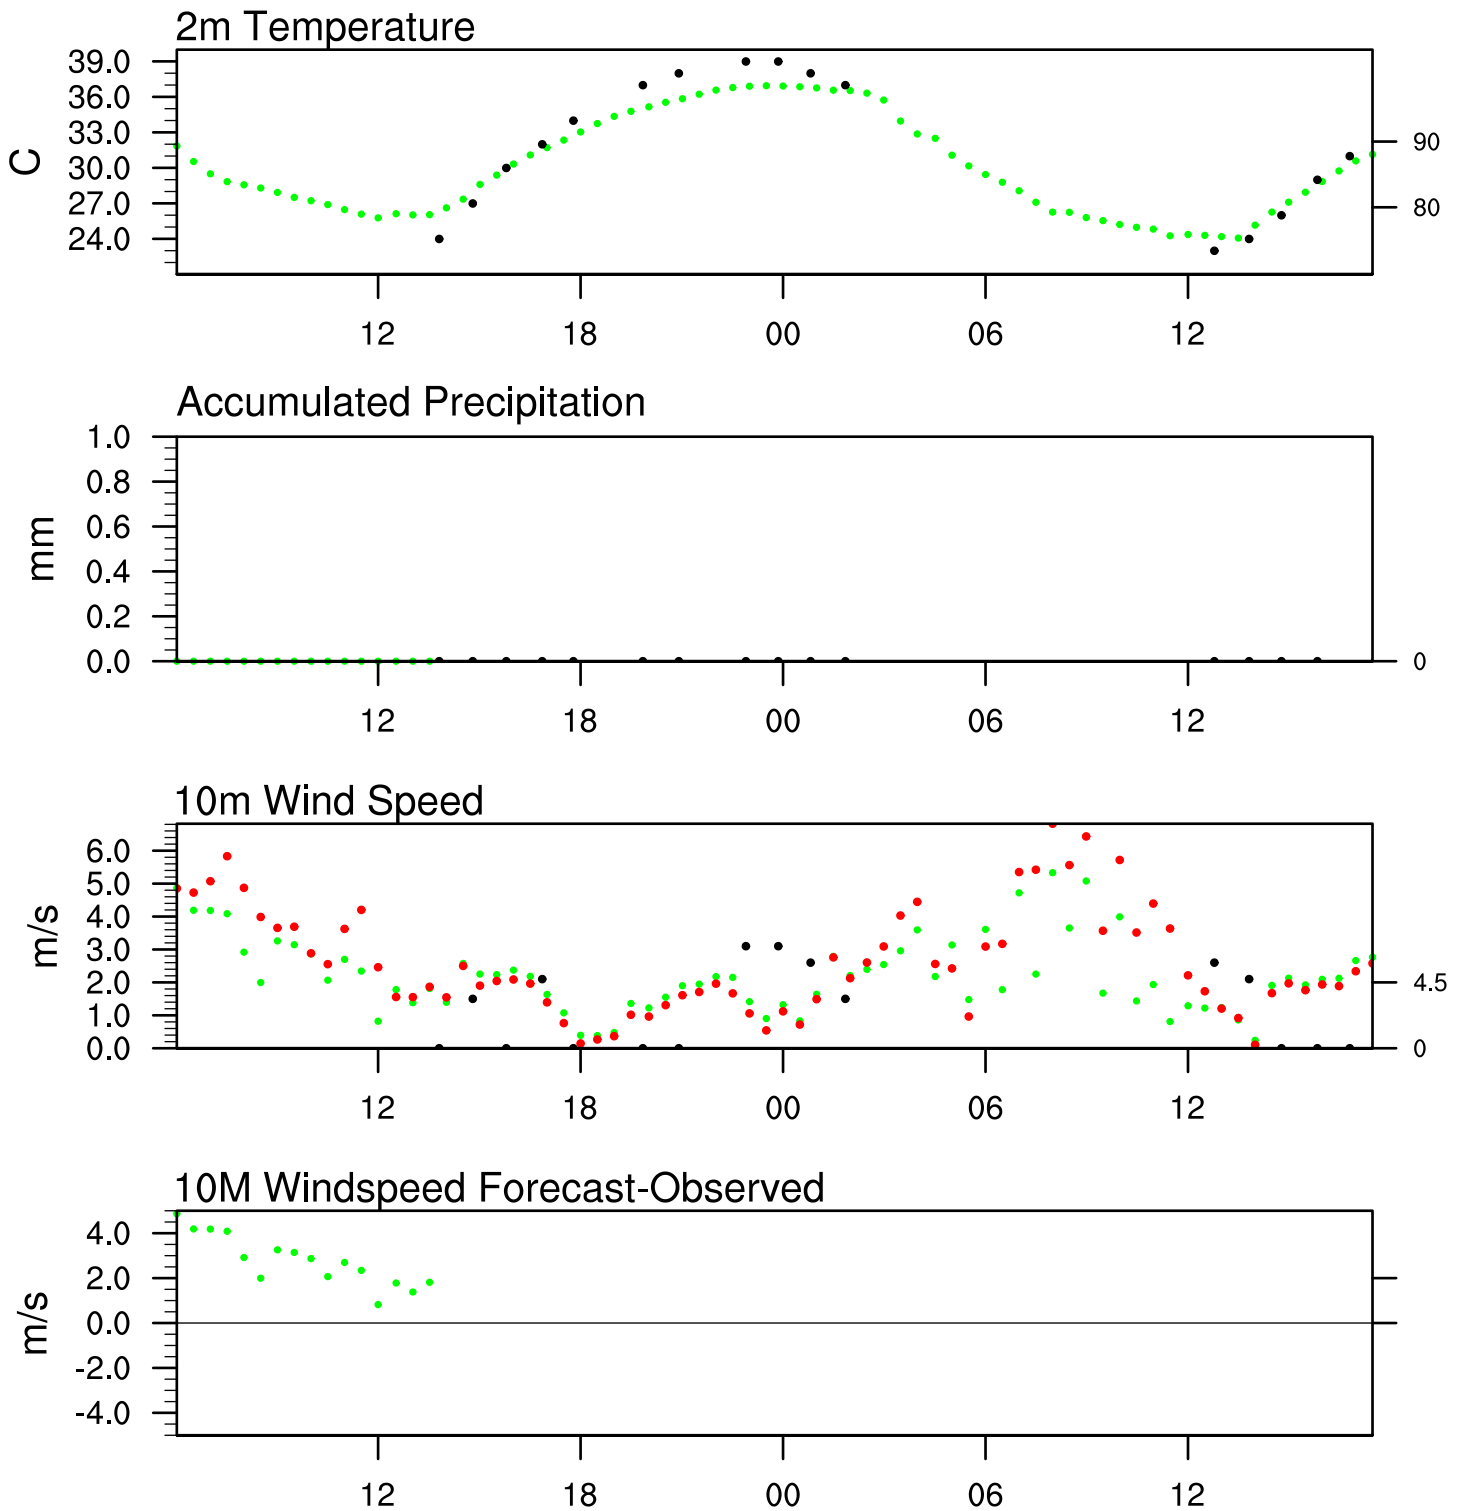 2m Temperature
39.0
36.0
33.0
30.0
27.0
24.0
C
90
80
12 18 00 06 12
Accumulated Precipitation
1.0
0.8
0.6
0.4
0.2
0.0
mm
0
12 18 00 06 12
10m Wind Speed
6.0
5.0
4.0
3.0
2.0
1.0
0.0
m/s
4.5
0
12 18 00 06 12
10M Windspeed Forecast-Observed
4.0
2.0
0.0
-2.0
-4.0
m/s
12 18 00 06 12